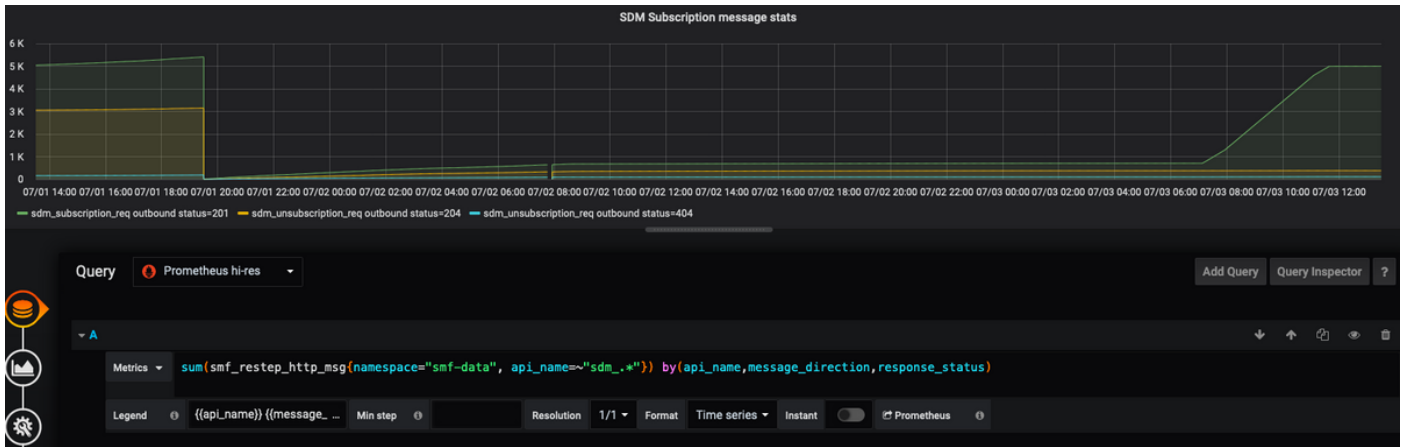 SDM Subscription message stats
6 K
5 K
4 K
3 K
2 K
1 K
0
07/01 14:00 07/01 16:00 07/01 18:00 07/01 20:00 07/01 22:00 07/02 00:00 07/02 02:00 07/02 04:00 07/02 06:00 07/02 08:00 07/02 10:00 07/02 12:00 07/02 14:00 07/02 16:00 07/02 18:00 07/02 20:00 07/02 22:00 07/03 00:00 07/03 02:00 07/03 04:00 07/03 06:00 07/03 08:00 07/03 10:00 07/03 12:00
sdm_subscription_req outbound status=201 sdm_unsubscription_req outbound status=204 sdm_unsubscription_req outbound status=404
Query Prometheus hi-res Add Query Query Inspector ?
A
Metrics sum(smf_restep_http_msg{namespace="smf-data", api_name=~"sdm_.*"}) by(api_name,message_direction,response_status)
Legend {{api_name}} {{message_ ... Min step Resolution 1/1 Format Time series Instant Prometheus